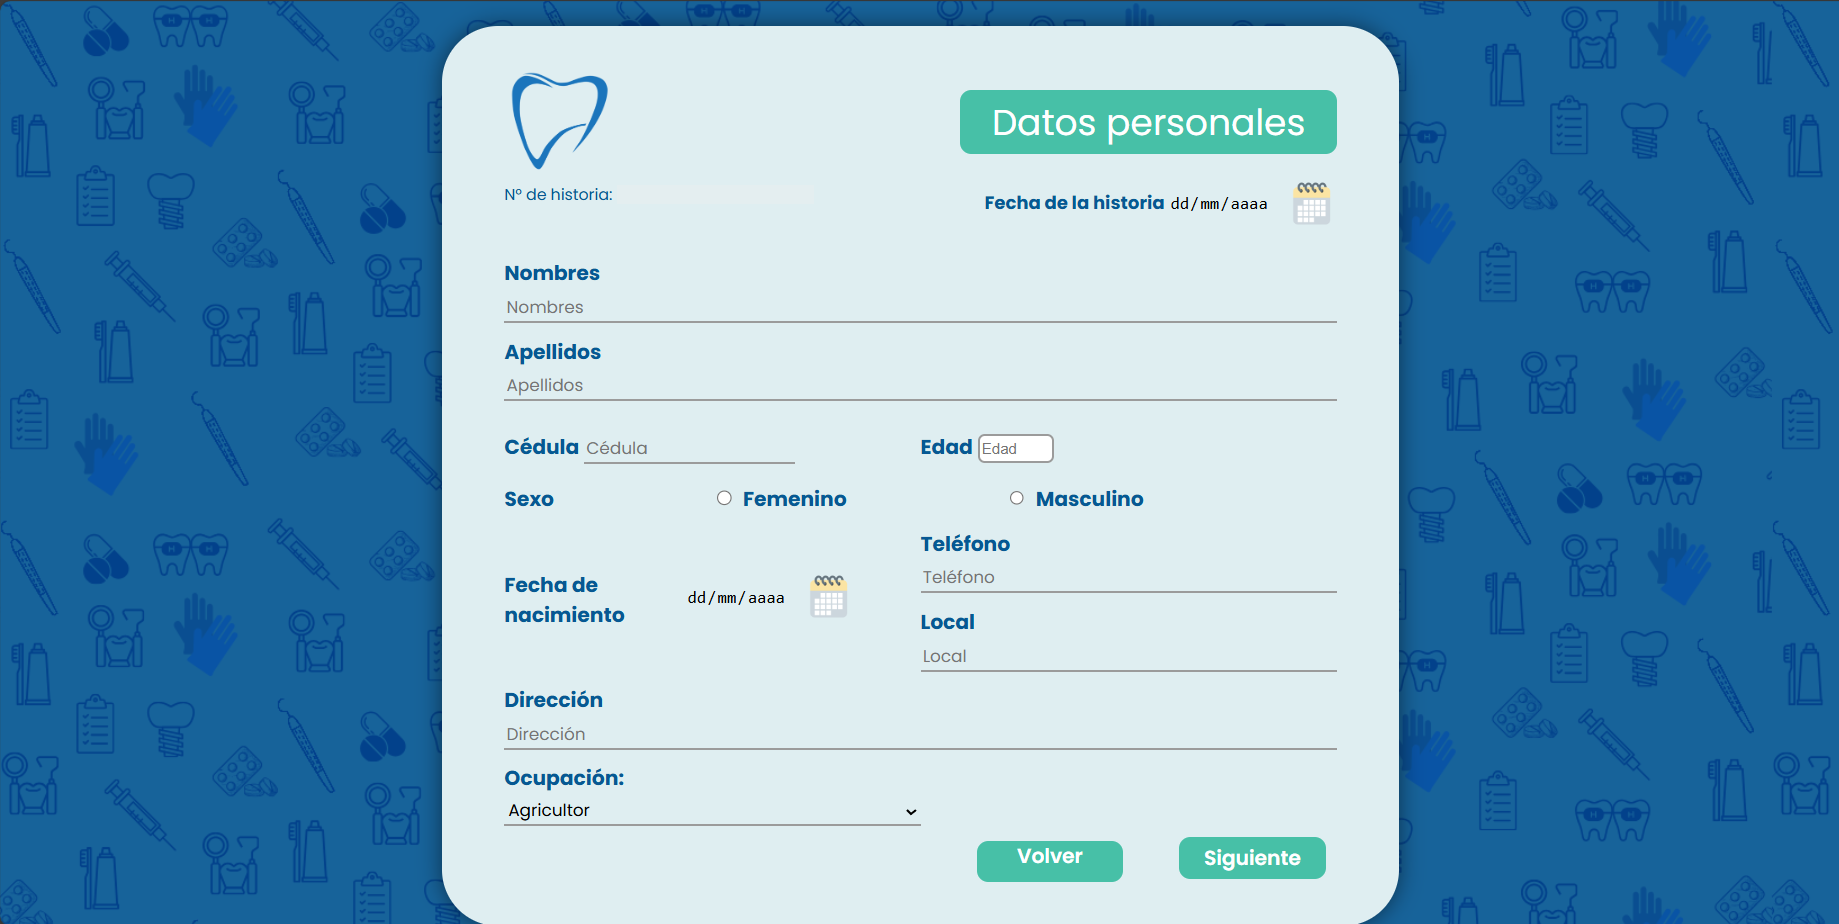 Datos personales
Nº de historia:
Fecha de la historia dd/mm/aaaa
Nombres
Nombres
Apellidos
Apellidos
Cédula Cédula
Edad Edad
Sexo Femenino Masculino
Teléfono
Teléfono
Fecha de
nacimiento
dd/mm/aaaa
Local
Local
Dirección
Dirección
Ocupación:
Agricultor
Volver
Siguiente